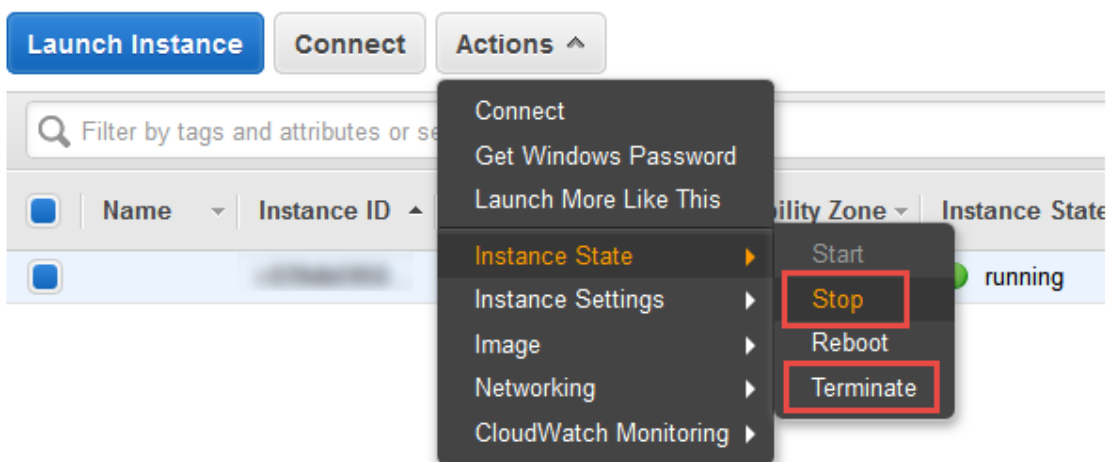 Launch Instance Connect Actions
Filter by tags and attributes or se
Connect
Get Windows Password
Launch More Like This
Name Instance ID ility Zone Instance State
Instance State
Instance Settings
Image
Networking
CloudWatch Monitoring
Start
Stop
Reboot
Terminate
running